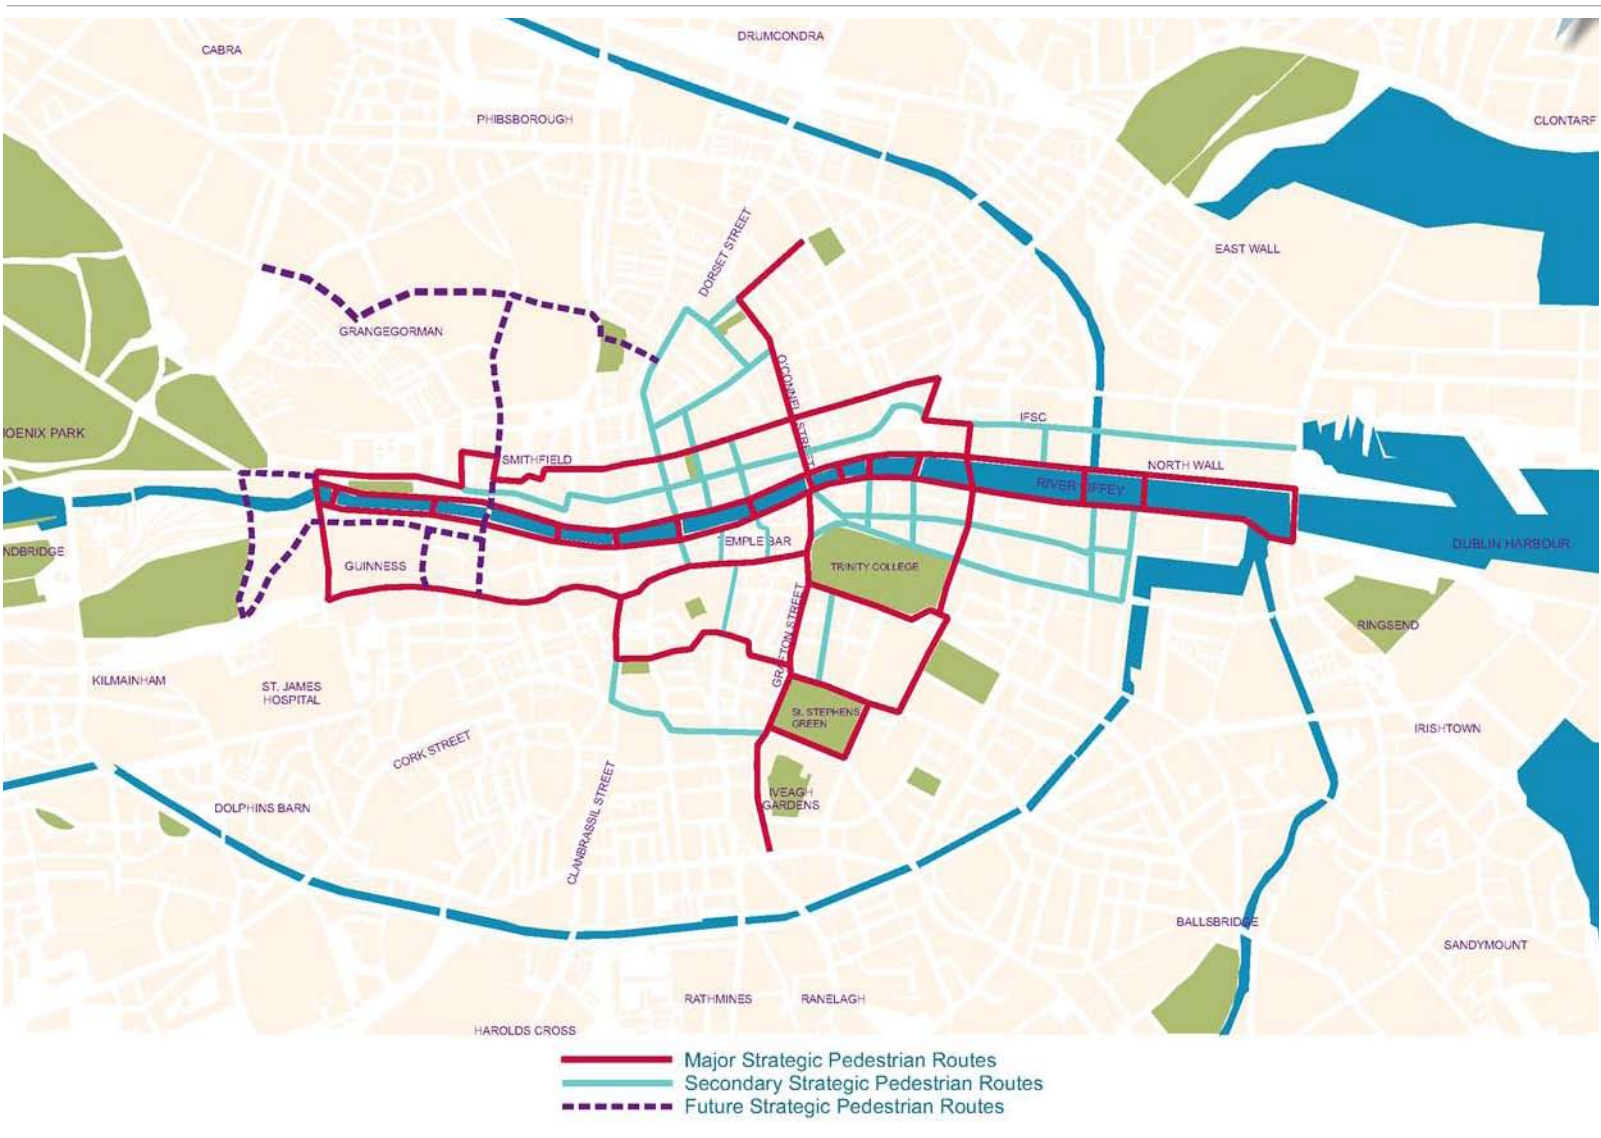 DRUMCONDRA
CABRA
PHIBSBOROUGH
CLONTARF
DORSET STREET
EAST WALL
GRANGEGORMAN
O'CONNELL STREET
IFSC
OENIX PARK
SMITHFIELD
NORTH WALL
RIVER LIFFEY
TEMPLE BAR
DUBLIN HARBOUR
NDBRIDGE
GUINNESS
TRINITY COLLEGE
GRAFTON STREET
RINGSEND
KILMAINHAM
ST. JAMES
HOSPITAL
St. STEPHENS
GREEN
IRISHTOWN
CORK STREET
CLANBRASSIL STREET
IVEAGH
GARDENS
DOLPHINS BARN
BALLSBRIDGE
SANDYMOUNT
RATHMINES
RANELAGH
HAROLDS CROSS
Major Strategic Pedestrian Routes
Secondary Strategic Pedestrian Routes
Future Strategic Pedestrian Routes